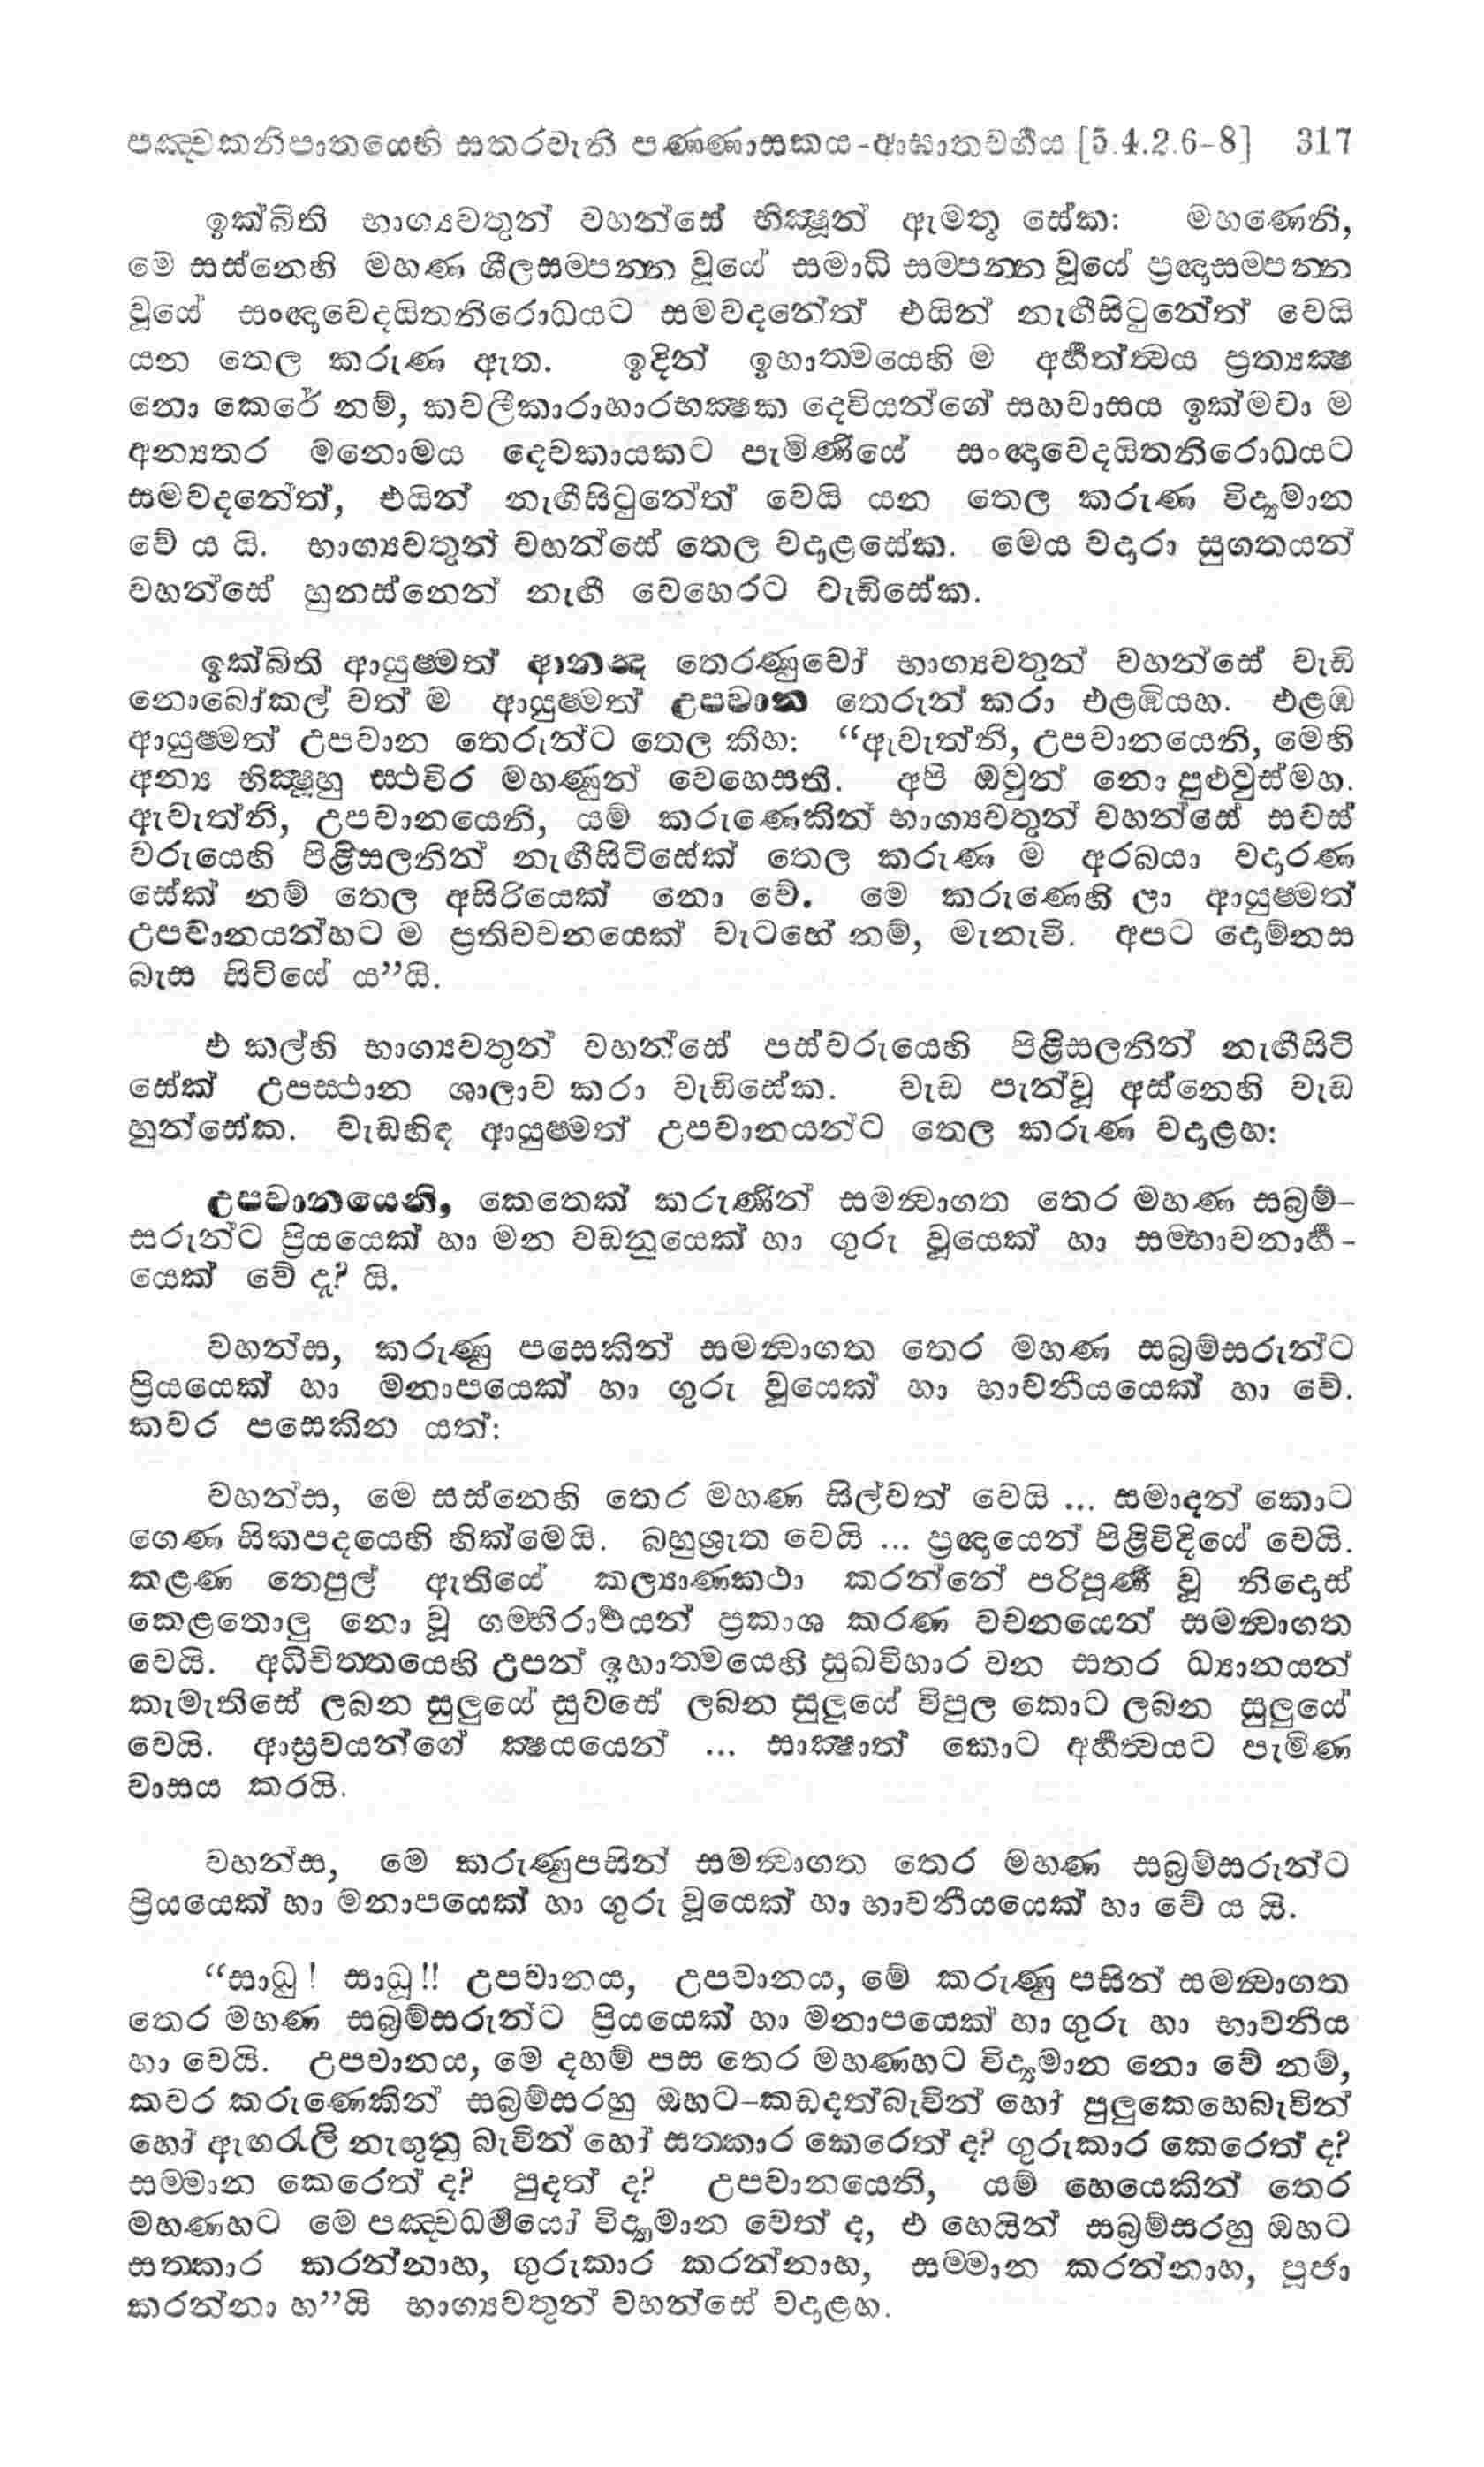 පඤ්චකනිපාතයෙහි සතරවැනි පණ්ණාසකය-ආඝාතවර්ගය [5.4.2.6-8] 317
ඉක්බිති භාග්‍යවතුන් වහන්සේ භික්‍ෂූන් ඇමතූ සේක: මහණෙනි,
මෙ සස්නෙහි මහණ ශීලසම්පන්න වූයේ සමාධි සම්පන්න වූයේ ප්‍රඥාසම්පන්න
වූයේ සංඥාවෙදයිතනිරොධයට සමවදනේත් එයින් නැඟීසිටුනේත් වෙයි
යන තෙල කරුණ ඇත. ඉදින් ඉහාත්මයෙහි ම අර්හත්ත්‍වය ප්‍රත්‍යක්‍ෂ
නො කෙරේ නම්, කවලීකාරාහාරභක්‍ෂක දෙවියන්ගේ සහවාසය ඉක්මවා ම
අන්‍යතර මනොමය දෙවකායකට පැමිණියේ සංඥාවෙදයිතනිරොධයට
සමවදනේත්, එයින් නැඟීසිටුනේත් වෙයි යන තෙල කරුණ විද්‍යමාන
වේ ය යි. භාග්‍යවතුන් වහන්සේ තෙල වදාළසේක. මෙය වදාරා සුගතයන්
වහන්සේ හුනස්නෙන් නැඟී වෙහෙරට වැඩිසේක.
ඉක්බිති ආයුෂ්මත් ආනන්‍ද තෙරණුවෝ භාග්‍යවතුන් වහන්සේ වැඩි
නොබෝකල් වත් ම ආයුෂ්මත් උපවාන තෙරුන් කරා එළඹියහ. එළඹ
ආයුෂ්මත් උපවාන තෙරුන්ට තෙල කීහ: “ඇවැත්නි, උපවානයෙනි, මෙහි
අන්‍ය භික්‍ෂූහු ස්ථවිර මහණුන් වෙහෙසති. අපි ඔවුන් නො පුළුවුස්මහ.
ඇවැත්නි, උපවානයෙනි, යම් කරුණෙකින් භාග්‍යවතුන් වහන්සේ සවස්
වරුයෙහි පිළිසලනින් නැඟීසිටිසේක් තෙල කරුණ ම අරබයා වදාරණ
සේක් නම් තෙල අසිරියෙක් නො වේ. මෙ කරුණෙහි ලා ආයුෂ්මත්
උපවානයන්හට ම ප්‍රතිවචනයෙක් වැටහේ නම්, මැනැවි. අපට දොම්නස
බැස සිටියේ ය”යි.
එ කල්හි භාග්‍යවතුන් වහන්සේ පස්වරුයෙහි පිළිසලනින් නැඟීසිටි
සේක් උපස්ථාන ශාලාව කරා වැඩිසේක. වැඩ පැන්වූ අස්නෙහි වැඩ
හුන්සේක. වැඩහිඳ ආයුෂ්මත් උපවානයන්ට තෙල කරුණ වදාළහ:
උපවානයෙනි, කෙතෙක් කරුණින් සමන්‍වාගත තෙර මහණ සබ්‍රම්-
සරුන්ට ප්‍රියයෙක් හා මන වඩනුයෙක් හා ගුරු වූයෙක් හා සම්භාවනාර්හ-
යෙක් වේ දැ? යි.
වහන්ස, කරුණු පසෙකින් සමන්‍වාගත තෙර මහණ සබ්‍රම්සරුන්ට
ප්‍රියයෙක් හා මනාපයෙක් හා ගුරු වූයෙක් හා භාවනීයයෙක් හා වේ.
කවර පසෙකින යත්:
වහන්ස, මෙ සස්නෙහි තෙර මහණ සිල්වත් වෙයි ... සමාදන් කොට
ගෙණ සිකපදයෙහි හික්මෙයි. බහුශ්‍රැත වෙයි ... ප්‍රඥායෙන් පිළිවිදියේ වෙයි.
කළණ තෙපුල් ඇතියේ කල්‍යාණකථා කරන්නේ පරිපූර්ණ වූ නිදොස්
කෙළතොලු නො වූ ගම්භීරාර්ථයන් ප්‍රකාශ කරණ වචනයෙන් සමන්‍වාගත
වෙයි. අධිචිත්තයෙහි උපන් ඉහාත්මයෙහි සුඛවිහාර වන සතර ධ්‍යානයන්
කැමැතිසේ ලබන සුලුයේ සුවසේ ලබන සුලුයේ විපුල කොට ලබන සුලුයේ
වෙයි. ආස්‍රවයන්ගේ ක්‍ෂයයෙන් ... සාක්‍ෂාත් කොට අර්හත්‍වයට පැමිණ
වාසය කරයි.
වහන්ස, මේ කරුණුපසින් සමන්‍වාගත තෙර මහණ සබ්‍රම්සරුන්ට
ප්‍රියයෙක් හා මනාපයෙක් හා ගුරු වූයෙක් හා භාවනීයයෙක් හා වේ ය යි.
“සාධු! සාධූ!! උපවානය, උපවානය, මේ කරුණු පසින් සමන්‍වාගත
තෙර මහණ සබ්‍රම්සරුන්ට ප්‍රියයෙක් හා මනාපයෙක් හා ගුරු හා භාවනීය
හා වෙයි. උපවානය, මෙ දහම් පස තෙර මහණහට විද්‍යමාන නො වේ නම්,
කවර කරුණෙකින් සබ්‍රම්සරහු ඔහට-කඩදත්බැවින් හෝ පුලුකෙහෙබැවින්
හෝ ඇඟරැලි නැගුනු බැවින් හෝ සත්කාර කෙරෙත් ද? ගුරුකාර කෙරෙත් ද?
සම්මාන කෙරෙත් ද? පුදත් ද? උපවානයෙනි, යම් හෙයෙකින් තෙර
මහණහට මේ පඤ්චධර්මයෝ විද්‍යමාන වෙත් ද, එ හෙයින් සබ්‍රම්සරහු ඔහට
සත්කාර කරන්නාහ, ගුරුකාර කරන්නාහ, සම්මාන කරන්නාහ, පූජා
කරන්නා හ”යි භාග්‍යවතුන් වහන්සේ වදාළහ.